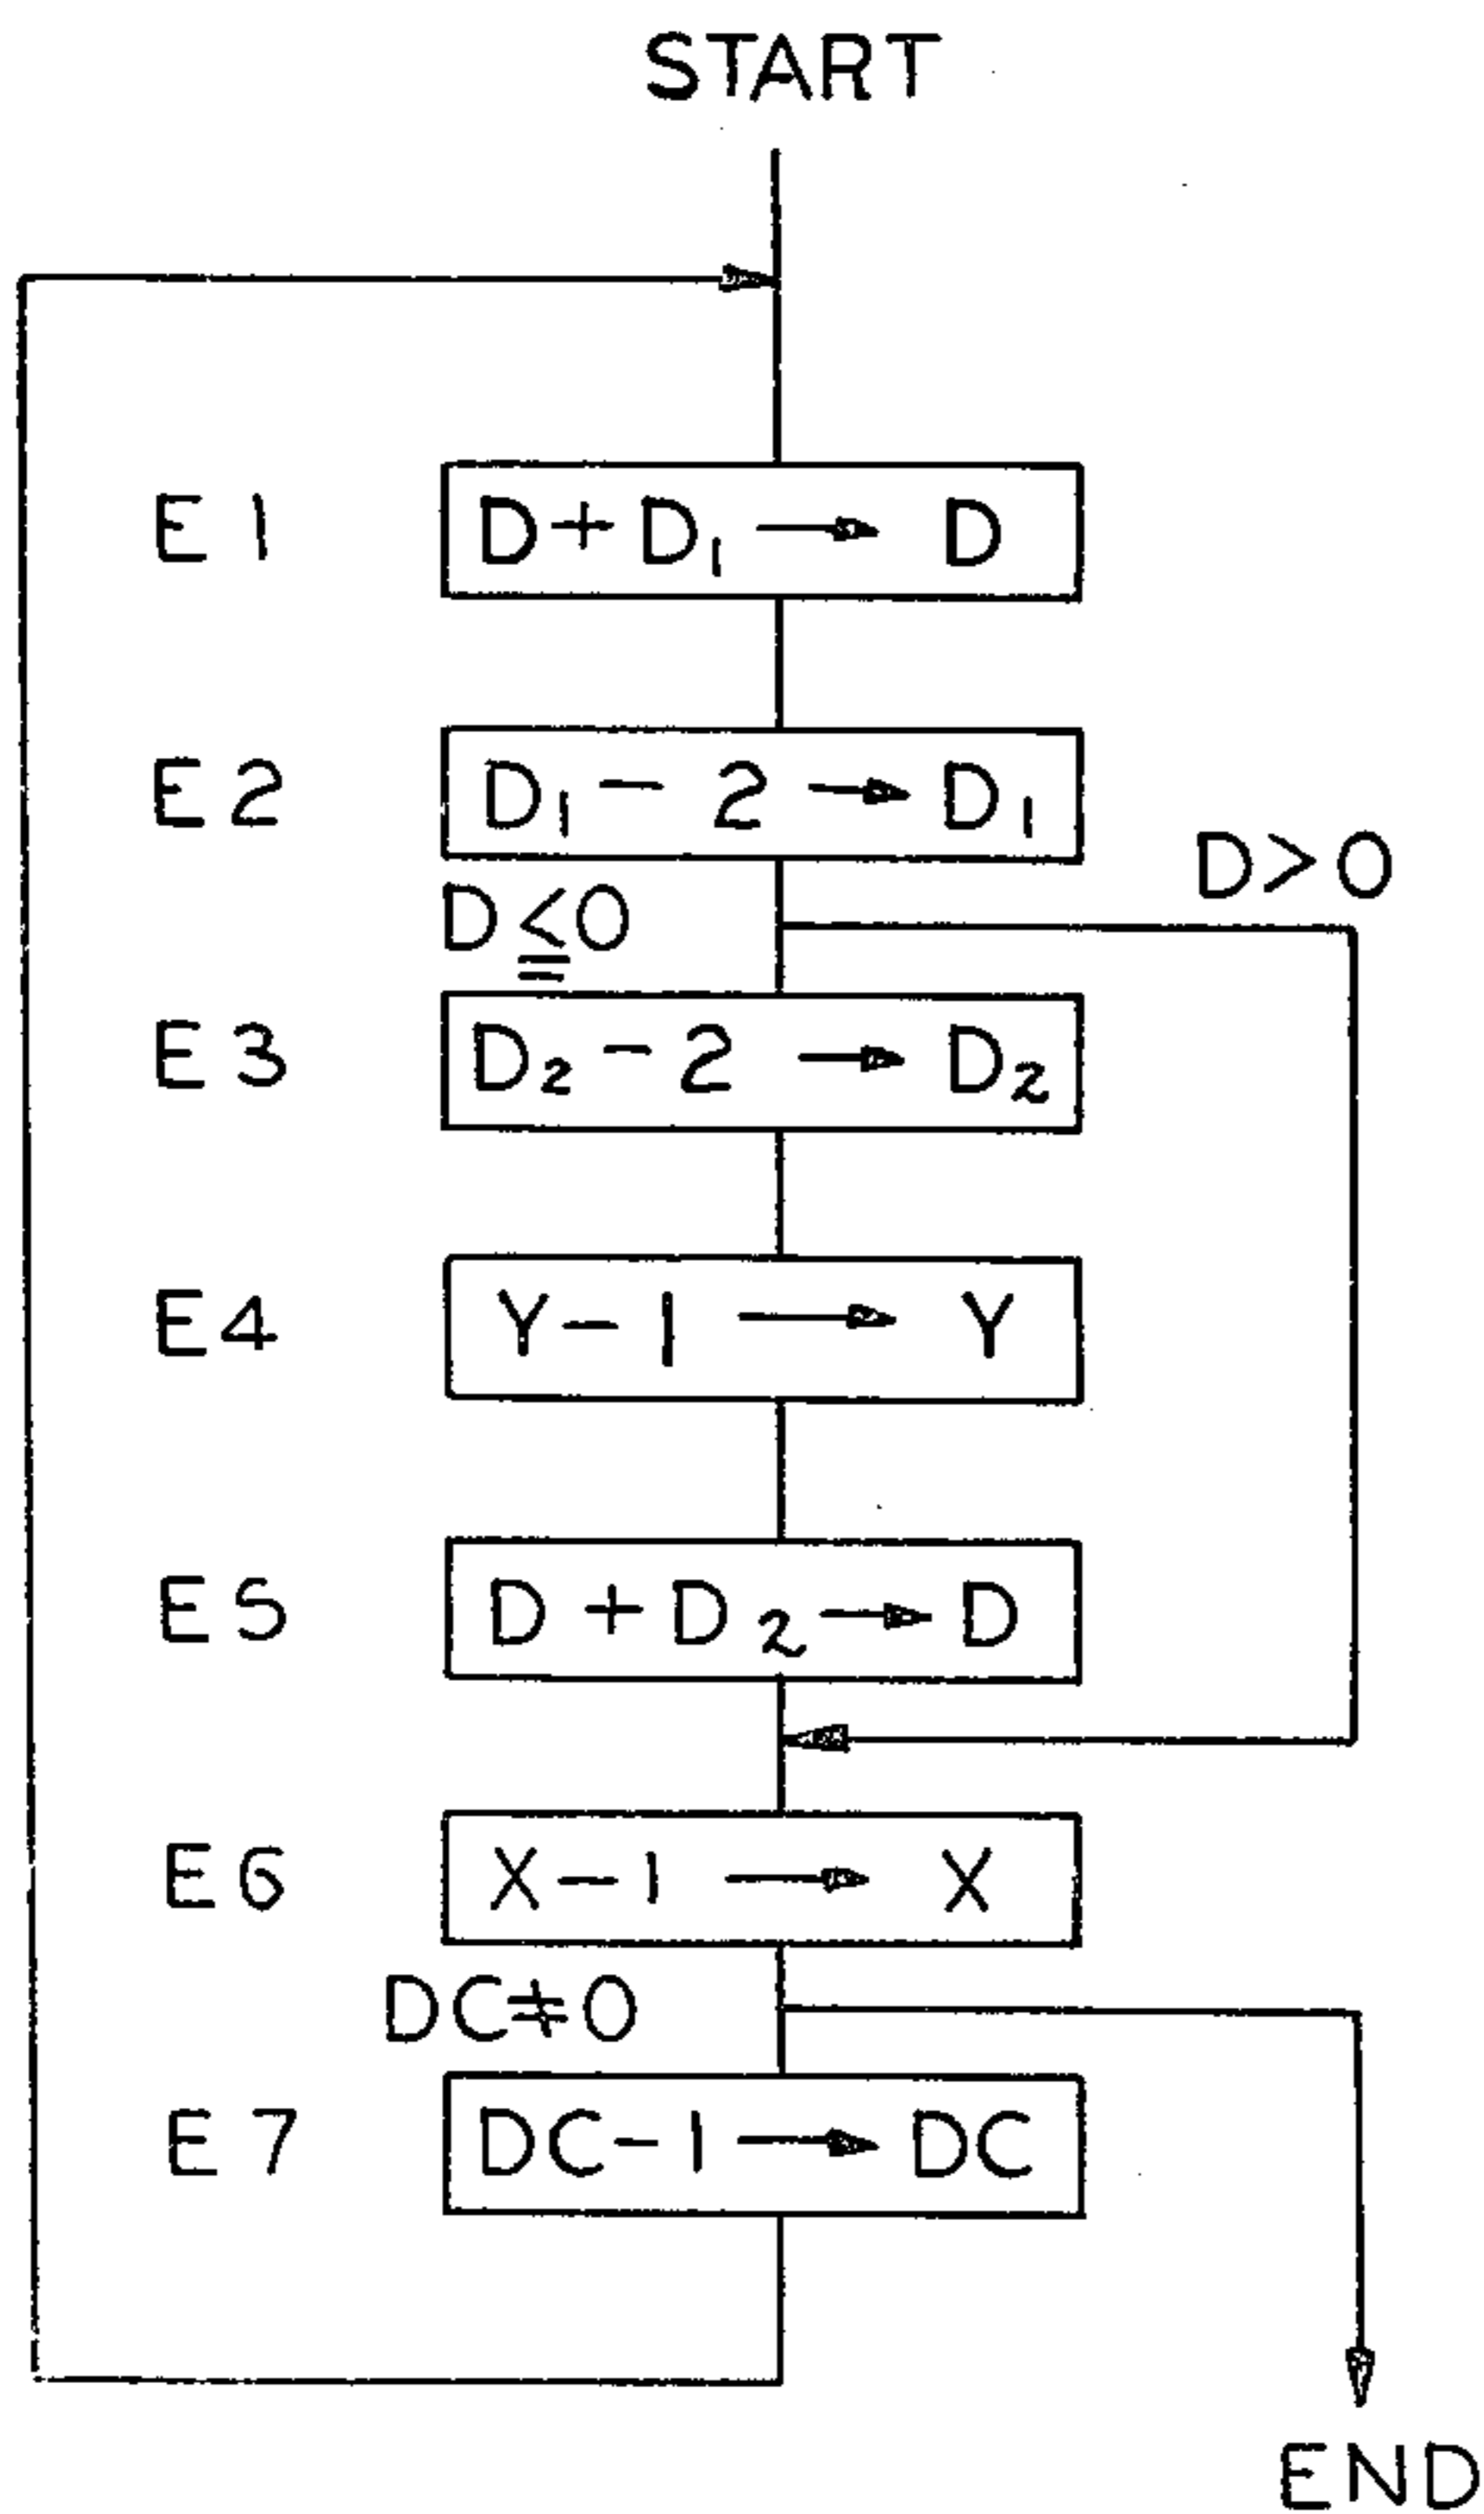 START
E1 D+D₁ → D
E2 D₁ - 2 → D₁
D>0
D≦0
E3 D₂ - 2 → D₂
E4 Y-1 → Y
E5 D+D₂ → D
E6 X-1 → X
DC≠0
E7 DC-1 → DC
END